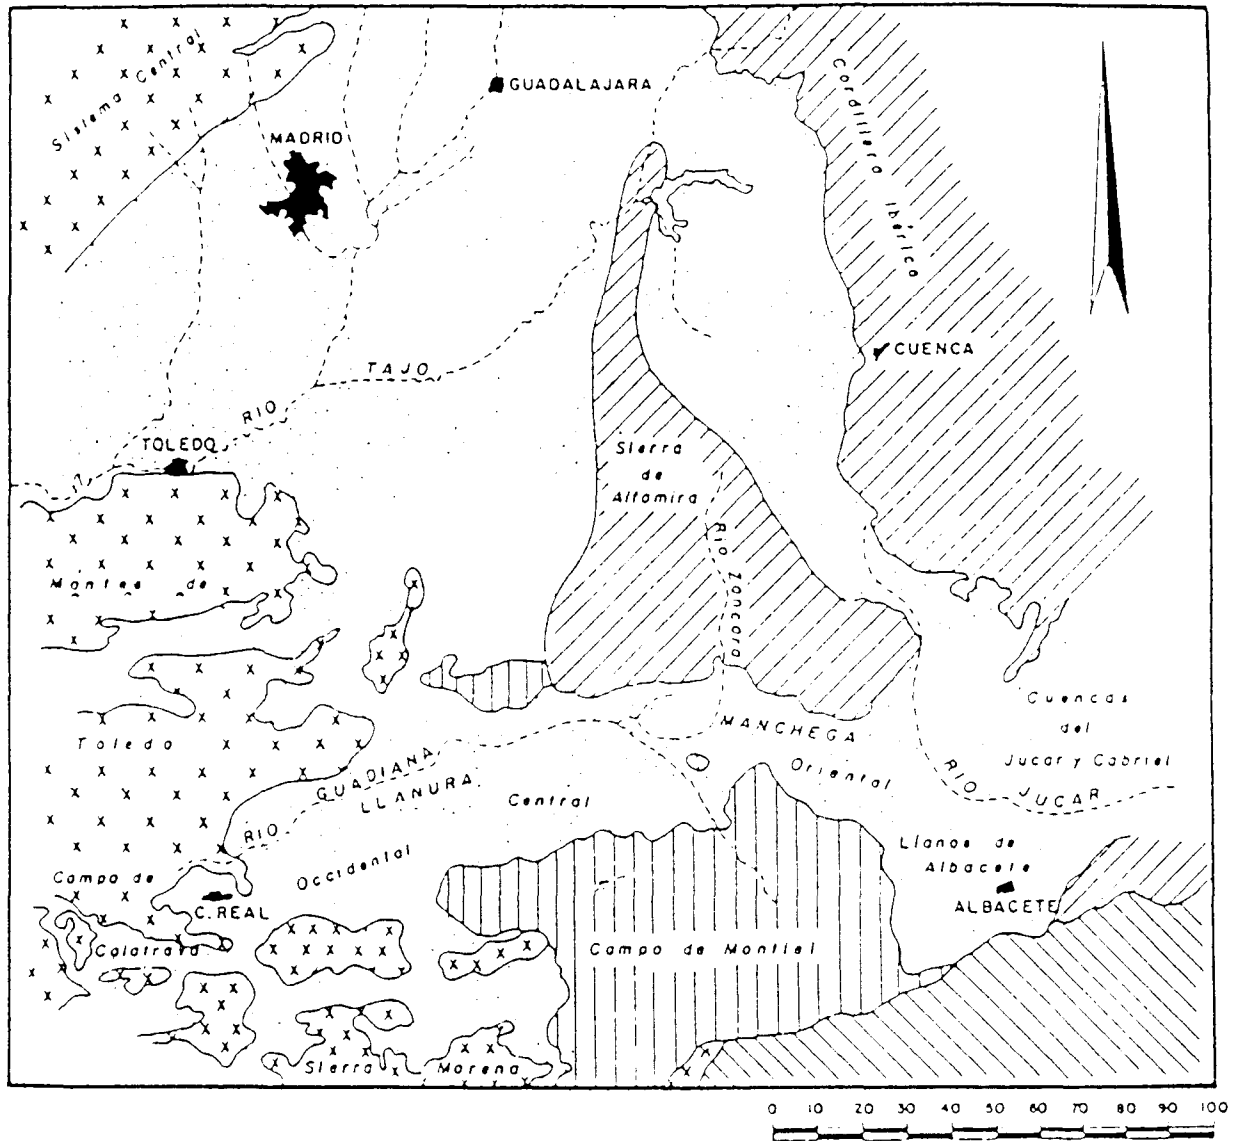 Sistema Central
GUADALAJARA
MADRID
Cordillera Ibérica
CUENCA
RIO TAJO
TOLEDO
Sierra
de
Altamira
RIO Zancara
Montes de
Toledo
Cuencas
del
Jucar y Cabriel
MANCHEGA
Oriental
RIO JUCAR
RIO GUADIANA
LLANURA
Central
Occidental
Llanos de
Albacete
ALBACETE
Campo de
C. REAL
Calatrava
Campo de Montiel
Sierra Morena
0 10 20 30 40 50 60 70 80 90 100